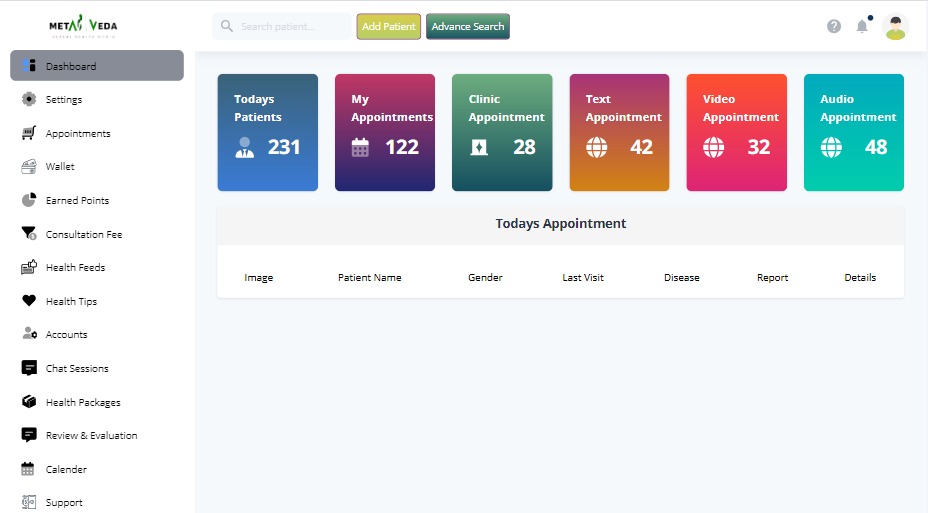 METAVEDA
Search patient...
Add Patient
Advance Search
Dashboard
Settings
Appointments
Wallet
Earned Points
Consultation Fee
Health Feeds
Health Tips
Accounts
Chat Sessions
Health Packages
Review & Evaluation
Calender
Support
Todays
Patients
231
My
Appointments
122
Clinic
Appointment
28
Text
Appointment
42
Video
Appointment
32
Audio
Appointment
48
Todays Appointment
Image Patient Name Gender Last Visit Disease Report Details